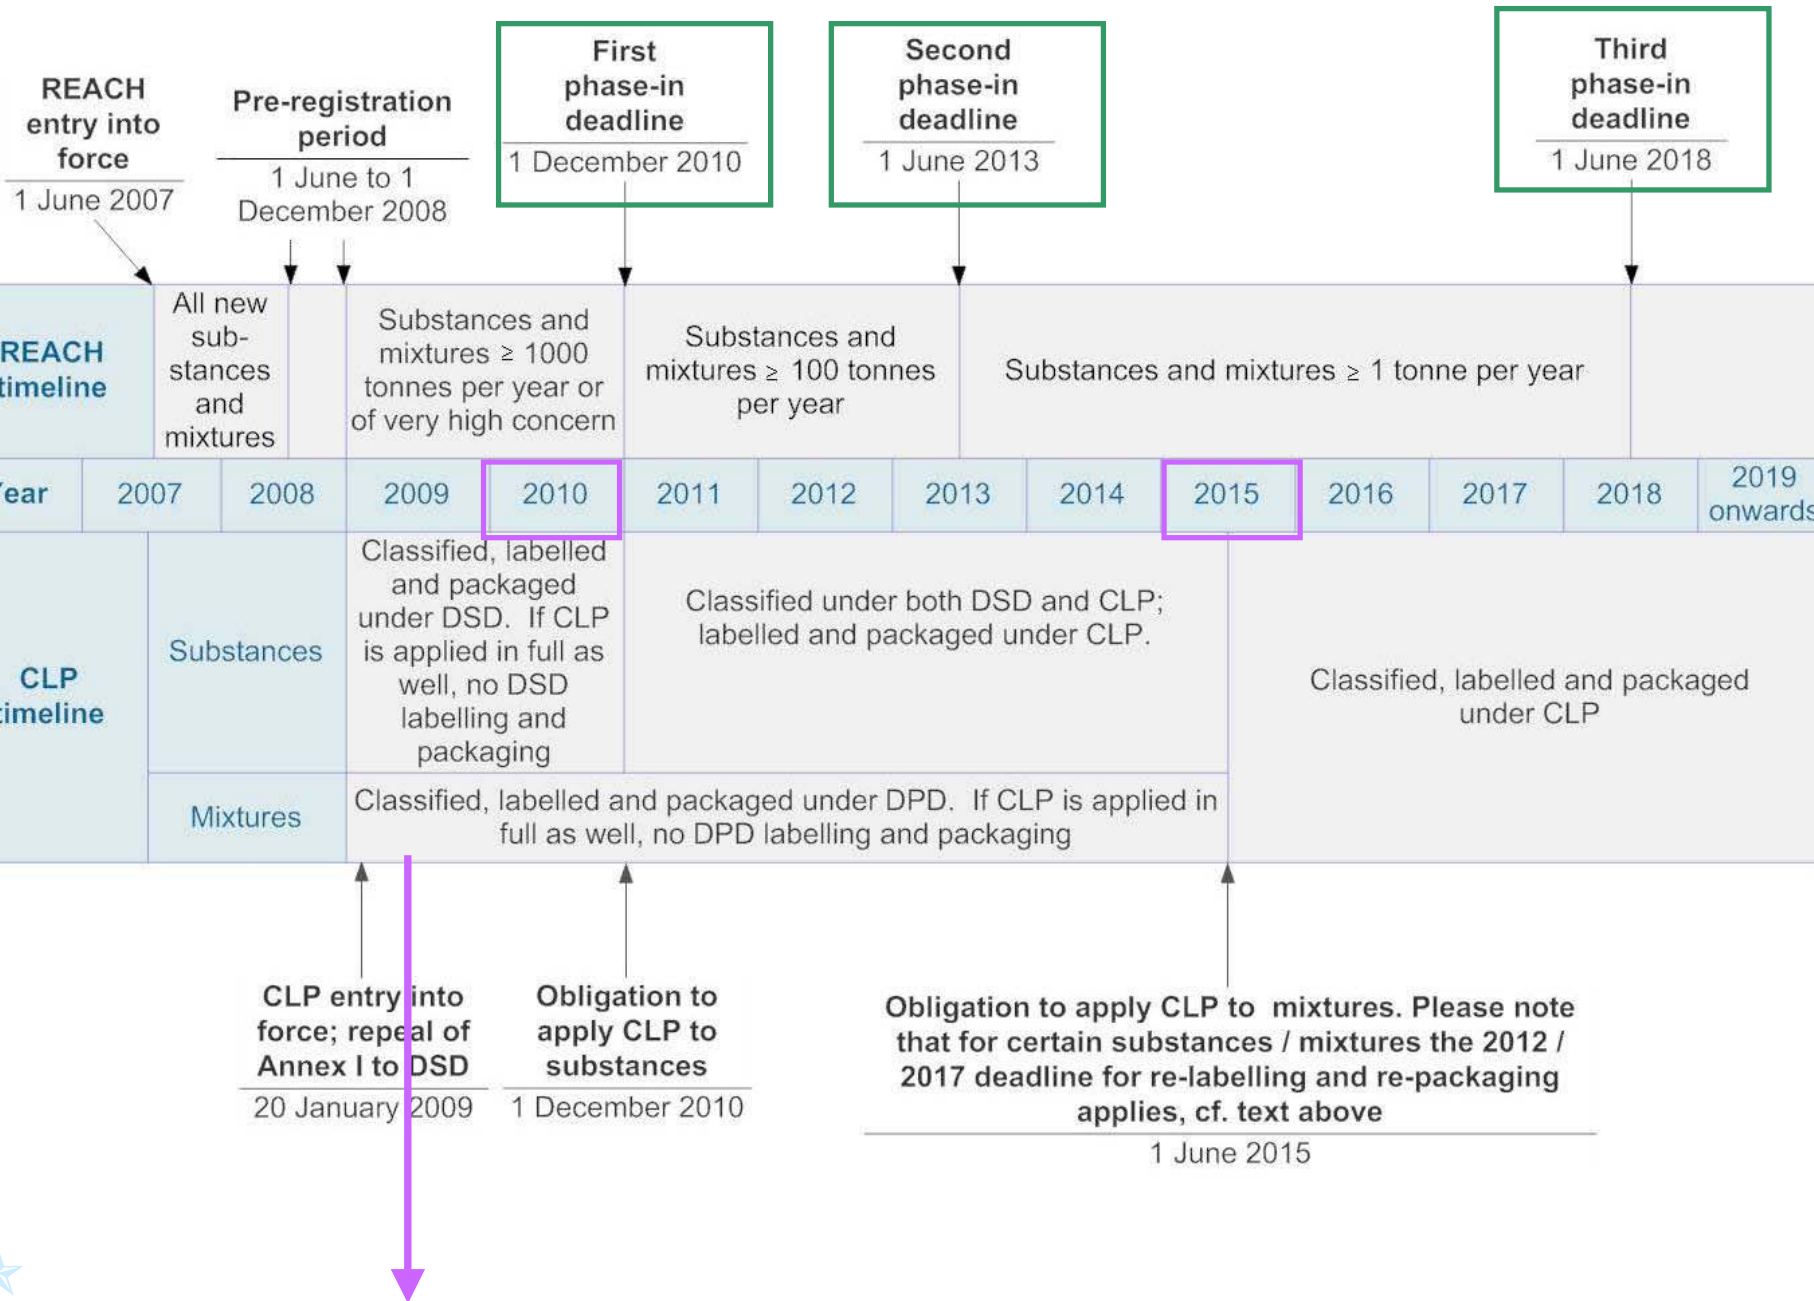 REACH
entry into
force
1 June 2007
Pre-registration
period
1 June to 1
December 2008
First
phase-in
deadline
1 December 2010
Second
phase-in
deadline
1 June 2013
Third
phase-in
deadline
1 June 2018
REACH
timeline
All new
sub-
stances
and
mixtures
Substances and
mixtures ≥ 1000
tonnes per year or
of very high concern
Substances and
mixtures ≥ 100 tonnes
per year
Substances and mixtures ≥ 1 tonne per year
Year
2007
2008
2009
2010
2011
2012
2013
2014
2015
2016
2017
2018
2019
onwards
CLP
timeline
Substances
Classified, labelled
and packaged
under DSD. If CLP
is applied in full as
well, no DSD
labelling and
packaging
Classified under both DSD and CLP;
labelled and packaged under CLP.
Classified, labelled and packaged
under CLP
Mixtures
Classified, labelled and packaged under DPD. If CLP is applied in
full as well, no DPD labelling and packaging
CLP entry into
force; repeal of
Annex I to DSD
20 January 2009
Obligation to
apply CLP to
substances
1 December 2010
Obligation to apply CLP to mixtures. Please note
that for certain substances / mixtures the 2012 /
2017 deadline for re-labelling and re-packaging
applies, cf. text above
1 June 2015